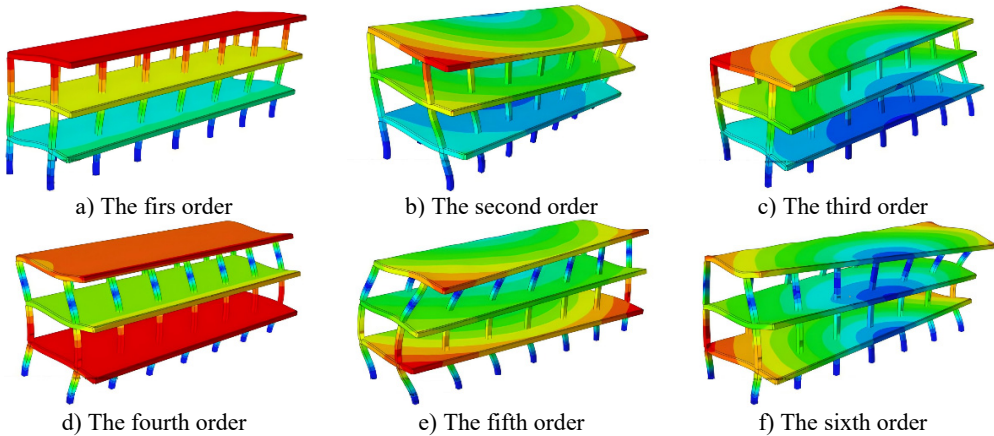 a) The firs order
b) The second order
c) The third order
d) The fourth order
e) The fifth order
f) The sixth order